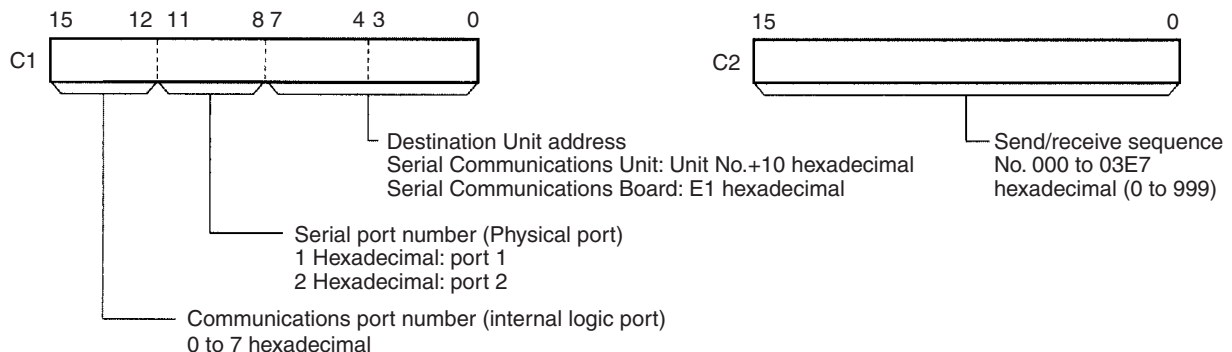 15 12 11 8 7 4 3 0
C1
Destination Unit address
Serial Communications Unit: Unit No.+10 hexadecimal
Serial Communications Board: E1 hexadecimal
Serial port number (Physical port)
1 Hexadecimal: port 1
2 Hexadecimal: port 2
Communications port number (internal logic port)
0 to 7 hexadecimal
15 0
C2
Send/receive sequence
No. 000 to 03E7
hexadecimal (0 to 999)